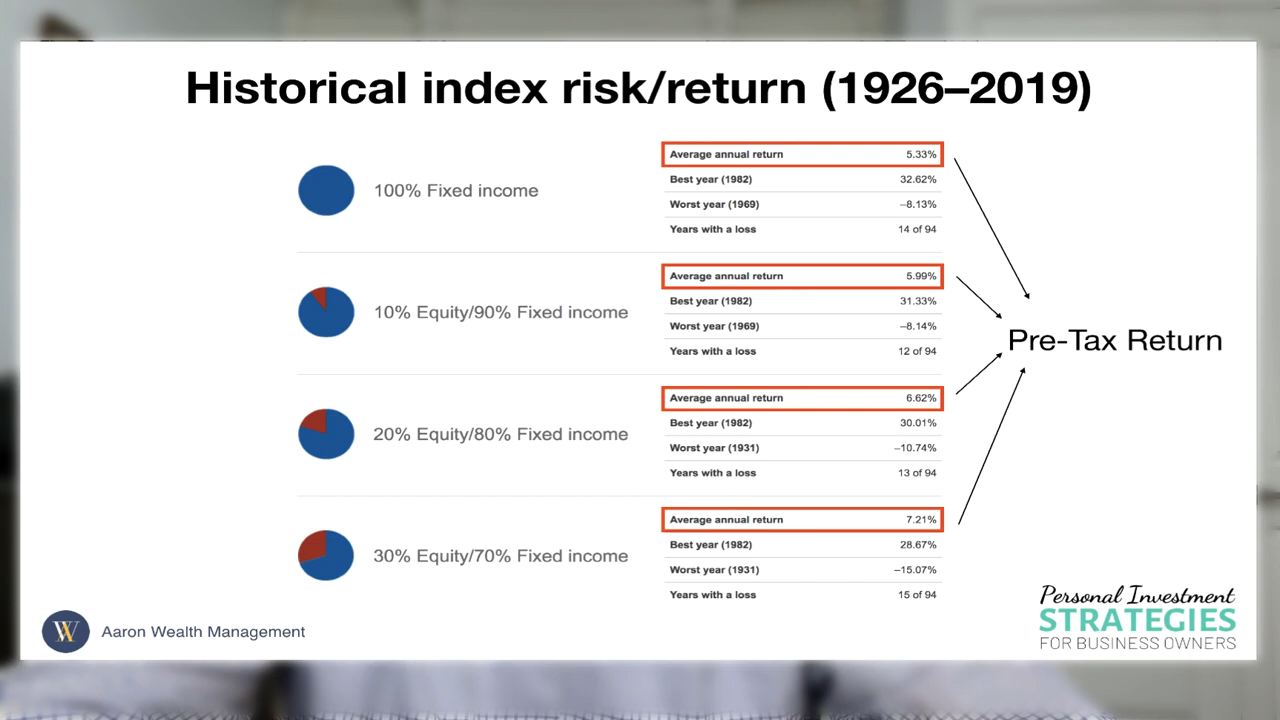 Historical index risk/return (1926–2019)
100% Fixed income
Average annual return 5.33%
Best year (1982) 32.62%
Worst year (1969) –8.13%
Years with a loss 14 of 94
10% Equity/90% Fixed income
Average annual return 5.99%
Best year (1982) 31.33%
Worst year (1969) –8.14%
Years with a loss 12 of 94
Pre-Tax Return
20% Equity/80% Fixed income
Average annual return 6.62%
Best year (1982) 30.01%
Worst year (1931) –10.74%
Years with a loss 13 of 94
30% Equity/70% Fixed income
Average annual return 7.21%
Best year (1982) 28.67%
Worst year (1931) –15.07%
Years with a loss 15 of 94
W Aaron Wealth Management
Personal Investment
STRATEGIES
FOR BUSINESS OWNERS